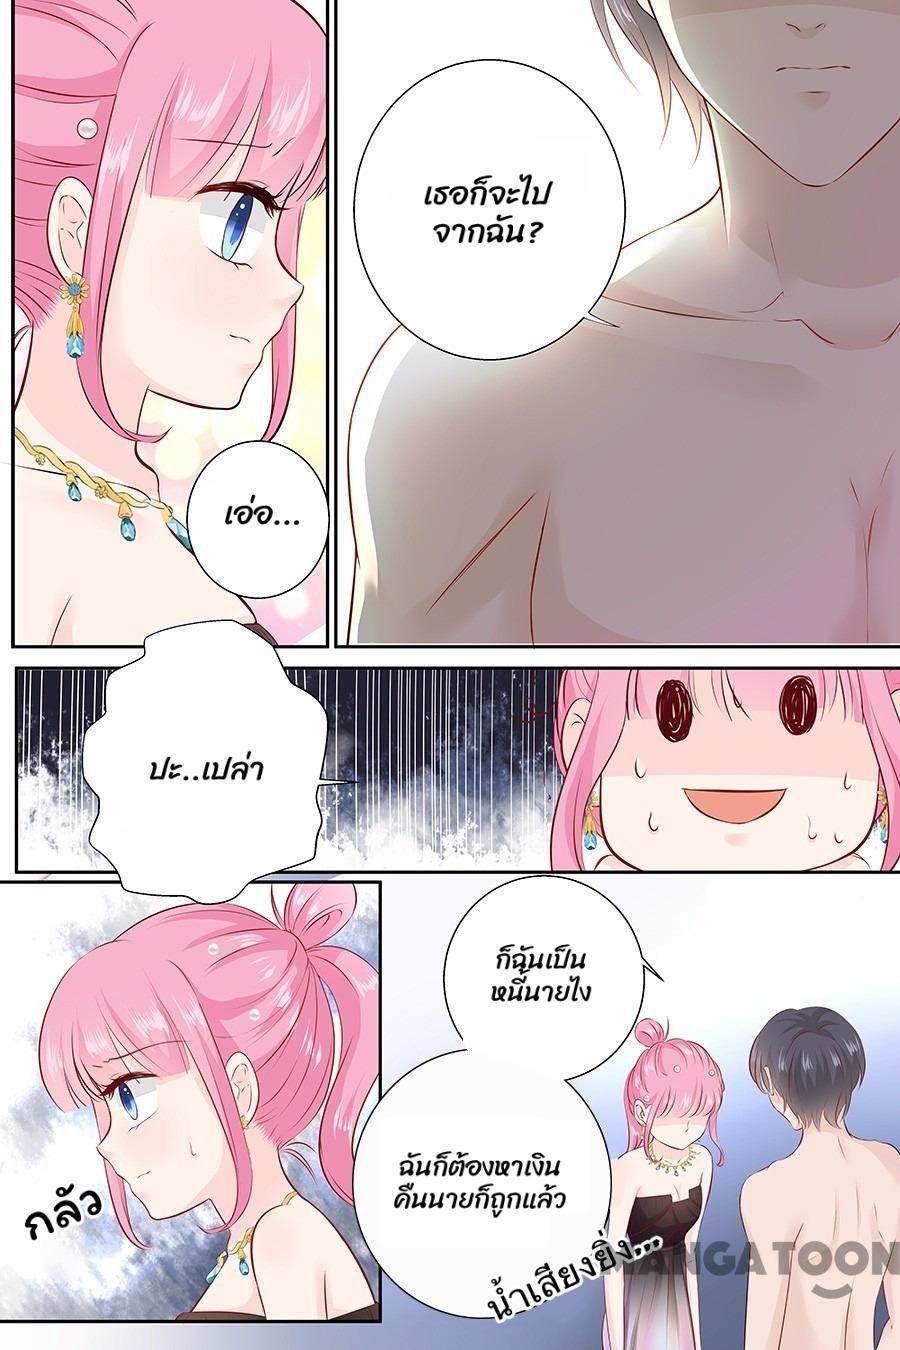 เธอก็จะไป
จากฉัน?
เอ่อ...
ปะ..เปล่า
ก็ฉันเป็น
หนี้นายไง
ฉันก็ต้องหาเงิน
คืนนายก็ถูกแล้ว
กลัว
น้ำเสียงยิ่ง...
MANGATOON